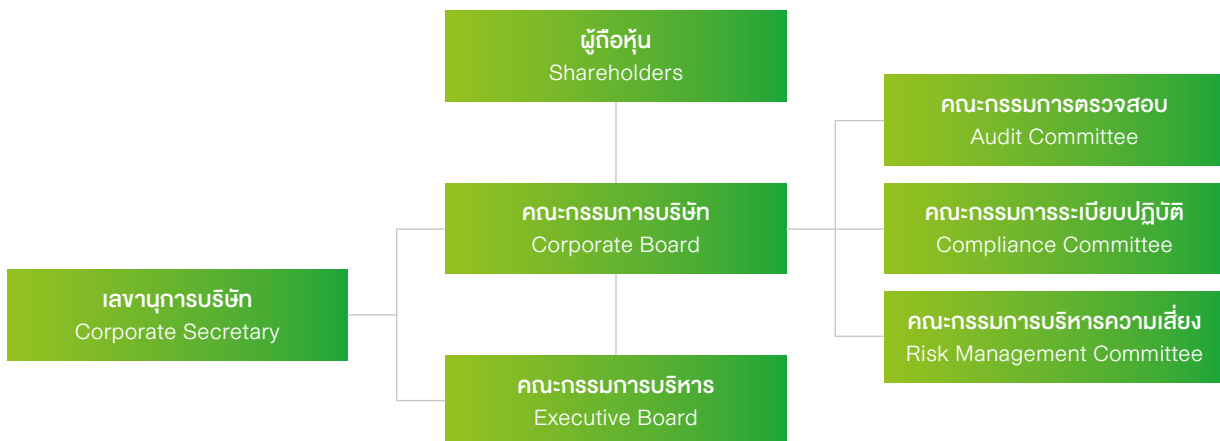 ผู้ถือหุ้น
Shareholders
คณะกรรมการตรวจสอบ
Audit Committee
คณะกรรมการบริษัท
Corporate Board
คณะกรรมการระเบียบปฏิบัติ
Compliance Committee
เลขานุการบริษัท
Corporate Secretary
คณะกรรมการบริหารความเสี่ยง
Risk Management Committee
คณะกรรมการบริหาร
Executive Board